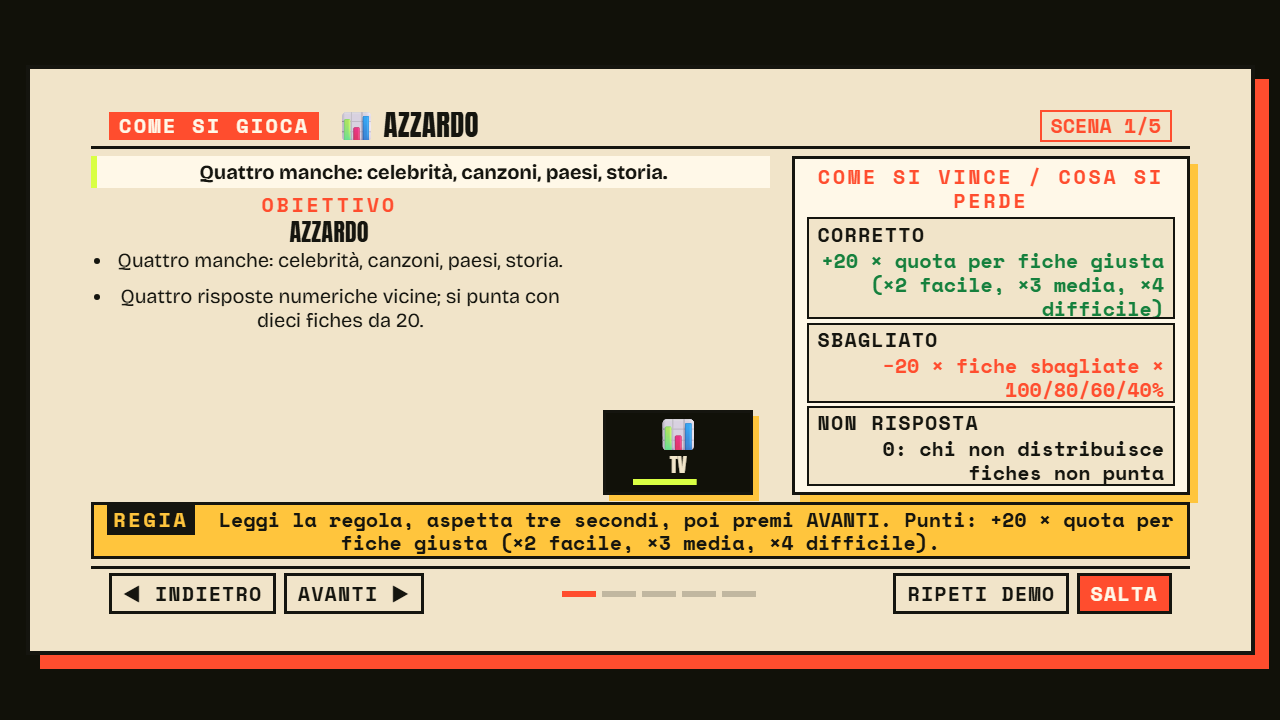 COME SI GIOCA
AZZARDO
SCENA 1/5
Quattro manche: celebrità, canzoni, paesi, storia.
OBIETTIVO
AZZARDO
• Quattro manche: celebrità, canzoni, paesi, storia.
• Quattro risposte numeriche vicine; si punta con
dieci fiches da 20.
TV
COME SI VINCE / COSA SI
PERDE
CORRETTO
+20 × quota per fiche giusta
(×2 facile, ×3 media, ×4
difficile)
SBAGLIATO
−20 × fiche sbagliate ×
100/80/60/40%
NON RISPOSTA
0: chi non distribuisce
fiches non punta
REGIA
Leggi la regola, aspetta tre secondi, poi premi AVANTI. Punti: +20 × quota per
fiche giusta (×2 facile, ×3 media, ×4 difficile).
◀ INDIETRO
AVANTI ▶
RIPETI DEMO
SALTA